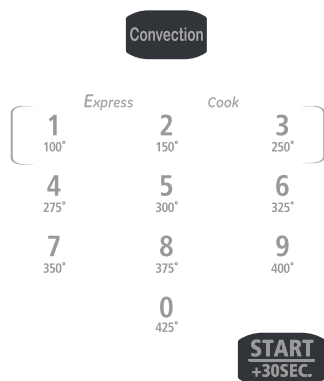 Convection
Express Cook
1 2 3
100° 150° 250°
4 5 6
275° 300° 325°
7 8 9
350° 375° 400°
0
425°
START
+30SEC.